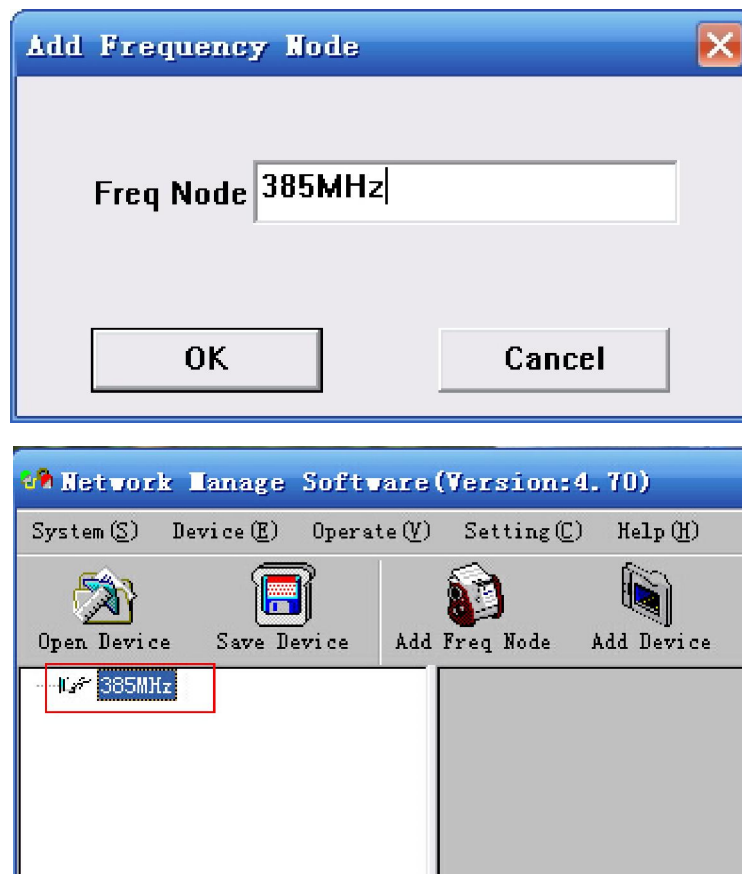 Add Frequency Node
Freq Node 385MHz
OK Cancel
Network Manage Software(Version:4.70)
System(S) Device(E) Operate(V) Setting(C) Help(H)
Open Device Save Device Add Freq Node Add Device
385MHz